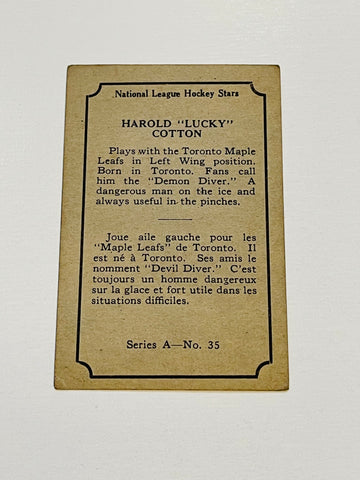 National League Hockey Stars
HAROLD "LUCKY"
COTTON
Plays with the Toronto Maple
Leafs in Left Wing position.
Born in Toronto. Fans call
him the "Demon Diver." A
dangerous man on the ice and
always useful in the pinches.
Joue aile gauche pour les
"Maple Leafs" de Toronto. Il
est né à Toronto. Ses amis le
nomment "Devil Diver." C'est
toujours un homme dangereux
sur la glace et fort utile dans les
situations difficiles.
Series A—No. 35